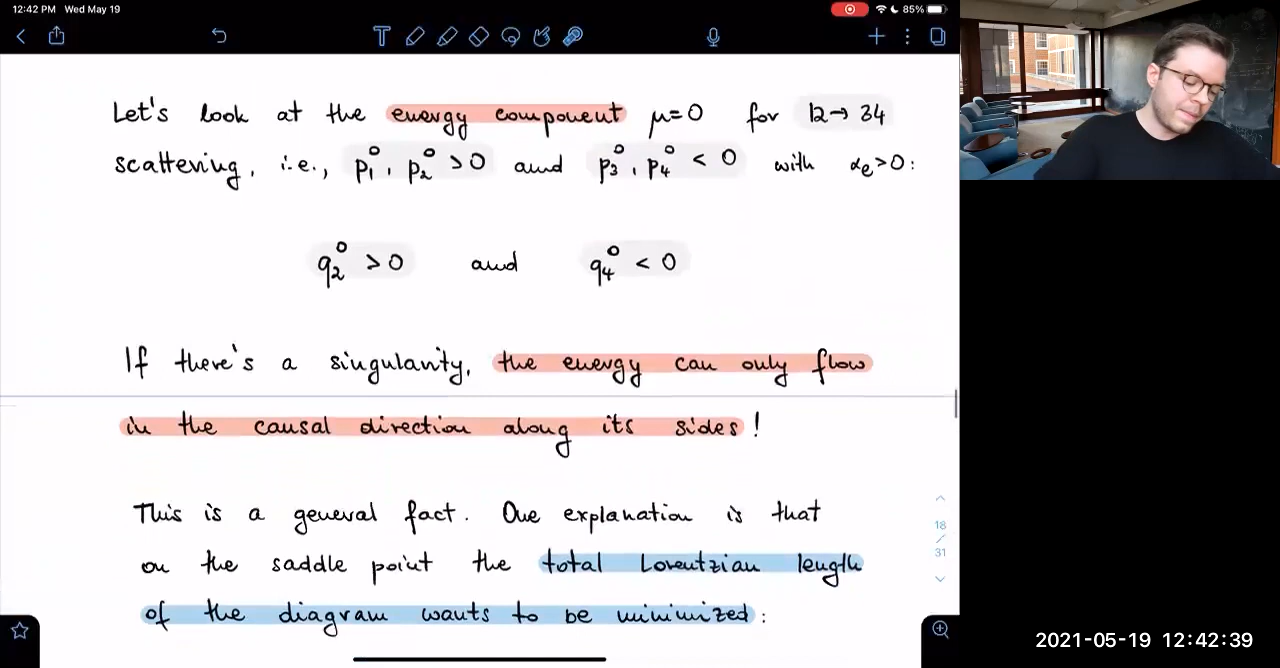 12:42 PM Wed May 19
85%
Let's look at the energy component μ=0 for 12→34
scattering, i.e., p₁⁰, p₂⁰ >0 and p₃⁰, p₄⁰ < 0 with αₑ>0:
q₂⁰ >0 and q₄⁰ < 0
If there's a singularity, the energy can only flow
in the causal direction along its sides!
This is a general fact. One explanation is that
on the saddle point the total Lorentzian length
of the diagram wants to be minimized:
18
/
31
2021-05-19 12:42:39